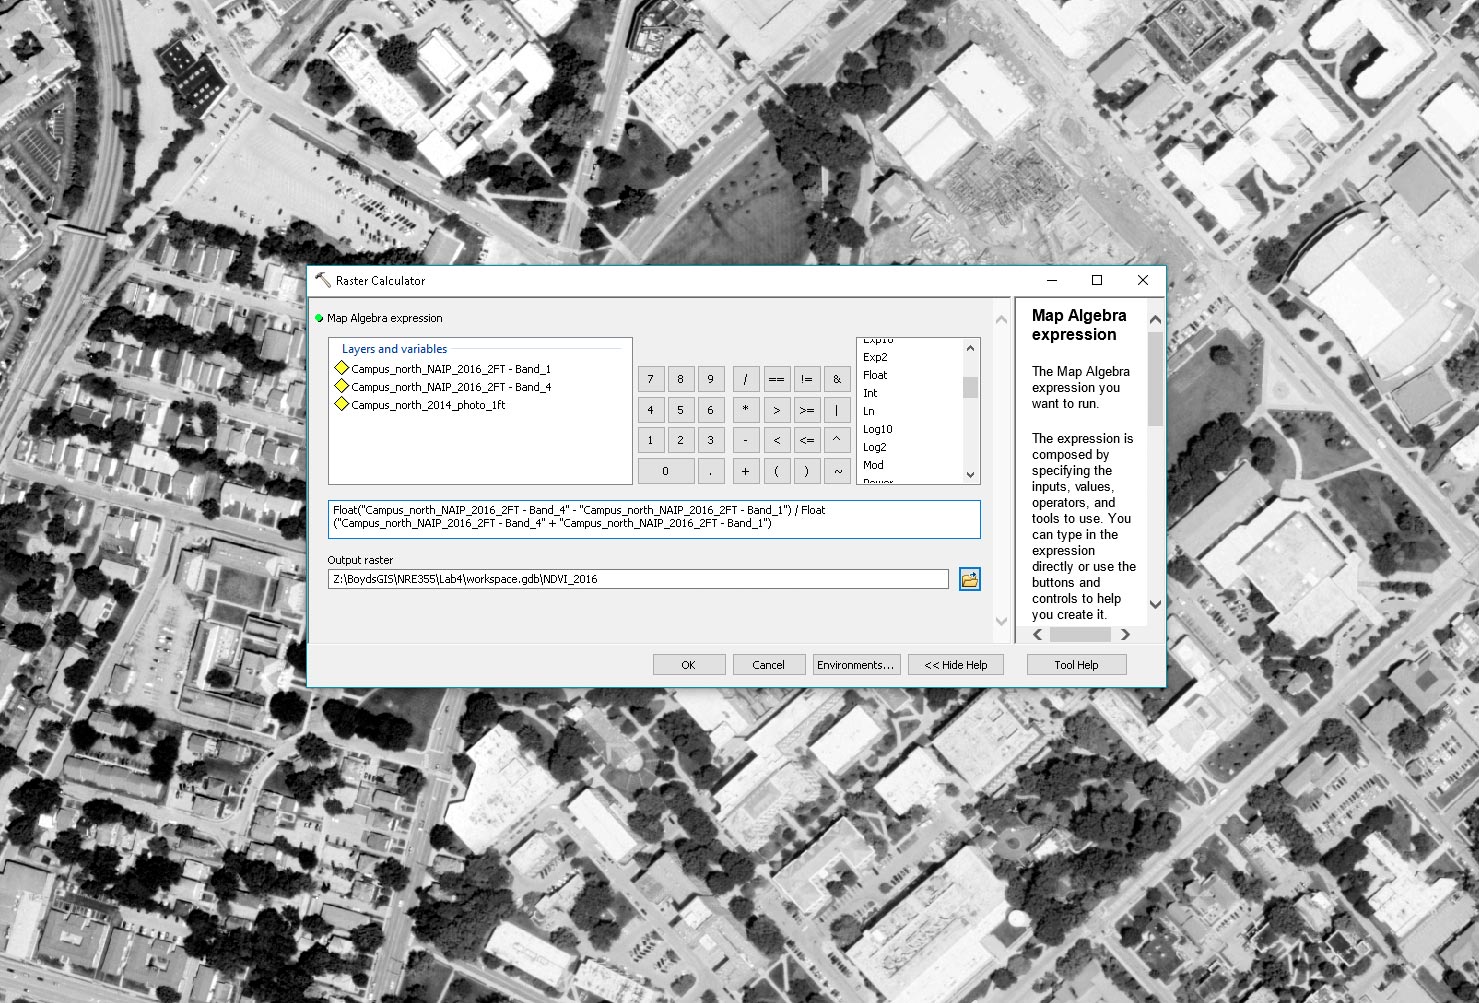 Raster Calculator
Map Algebra expression
Layers and variables
Campus_north_NAIP_2016_2FT - Band_1
Campus_north_NAIP_2016_2FT - Band_4
Campus_north_2014_photo_1ft
7 8 9 / == != &
4 5 6 * > >= |
1 2 3 - < <= ^
0 . + ( ) ~
Exp10
Exp2
Float
Int
Ln
Log10
Log2
Mod
Power
Float("Campus_north_NAIP_2016_2FT - Band_4" - "Campus_north_NAIP_2016_2FT - Band_1") / Float
("Campus_north_NAIP_2016_2FT - Band_4" + "Campus_north_NAIP_2016_2FT - Band_1")
Output raster
Z:\BoydsGIS\NRE355\Lab4\workspace.gdb\NDVI_2016
OK Cancel Environments... << Hide Help Tool Help
Map Algebra
expression
The Map Algebra
expression you
want to run.
The expression is
composed by
specifying the
inputs, values,
operators, and
tools to use. You
can type in the
expression
directly or use the
buttons and
controls to help
you create it.